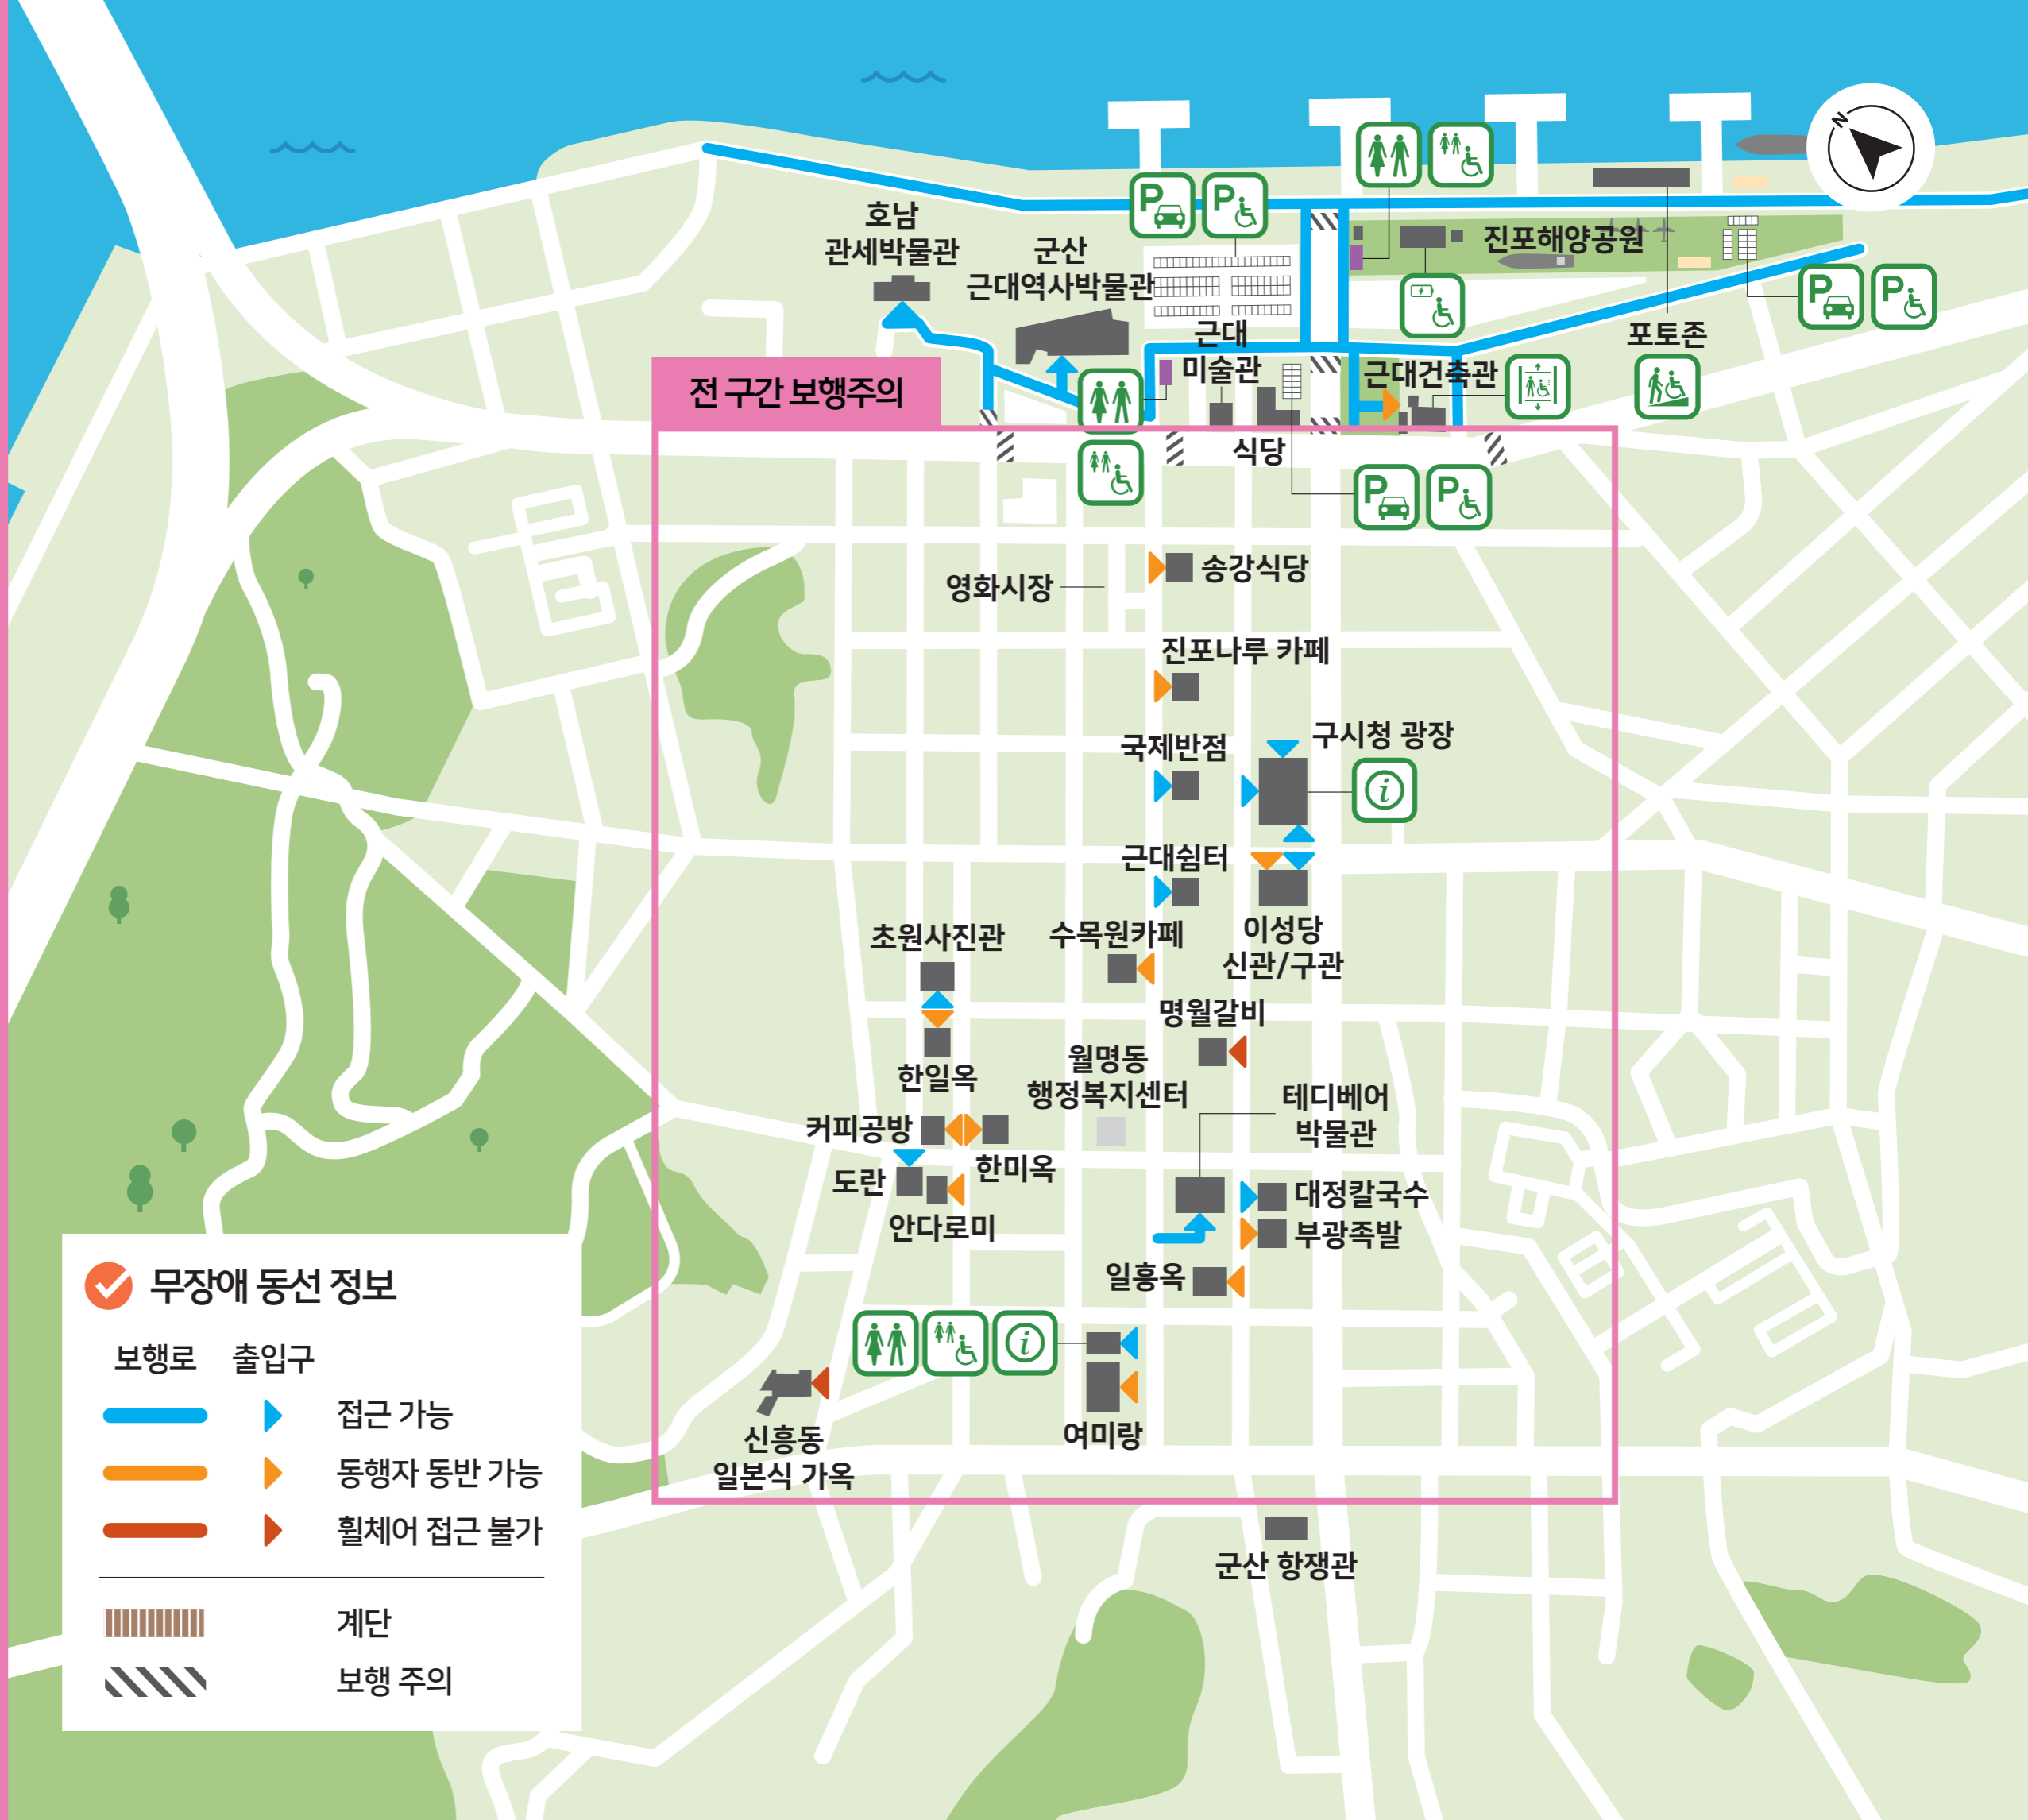 N
호남
관세박물관
군산
근대역사박물관
P
P
진포해양공원
P
P
포토존
근대
미술관
근대건축관
전 구간 보행주의
식당
P
P
송강식당
영화시장
진포나루 카페
국제반점
구시청 광장
i
근대쉼터
이성당
신관/구관
초원사진관
수목원카페
명월갈비
한일옥
월명동
행정복지센터
테디베어
박물관
커피공방
한미옥
도란
안다로미
대정칼국수
부광족발
일흥옥
i
여미랑
신흥동
일본식 가옥
군산 항쟁관
무장애 동선 정보
보행로 출입구
접근 가능
동행자 동반 가능
휠체어 접근 불가
계단
보행 주의